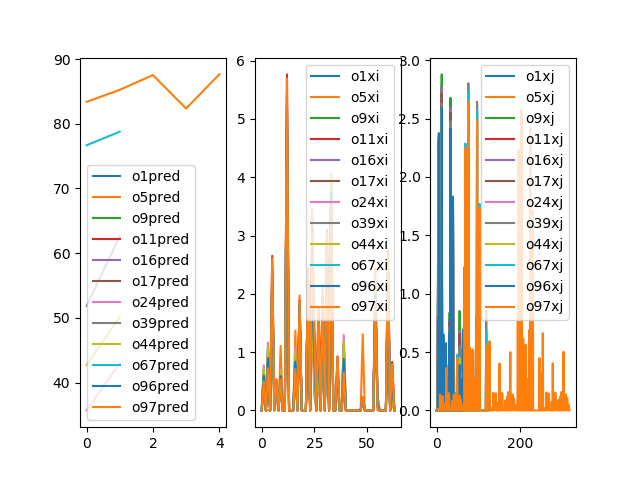 90
80
70
60
50
40
0
2
4
o1pred
o5pred
o9pred
o11pred
o16pred
o17pred
o24pred
o39pred
o44pred
o67pred
o96pred
o97pred
6
5
4
3
2
1
0
0
25
50
o1xi
o5xi
o9xi
o11xi
o16xi
o17xi
o24xi
o39xi
o44xi
o67xi
o96xi
o97xi
3.0
2.5
2.0
1.5
1.0
0.5
0.0
0
200
o1xj
o5xj
o9xj
o11xj
o16xj
o17xj
o24xj
o39xj
o44xj
o67xj
o96xj
o97xj